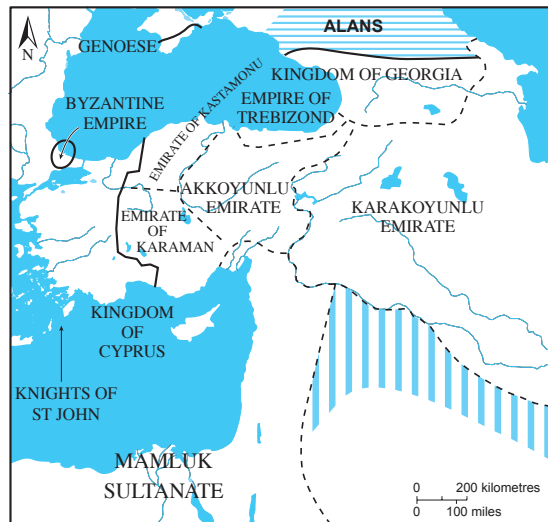 ALANS
N
GENOESE
KINGDOM OF GEORGIA
BYZANTINE
EMPIRE
EMIRATE OF KASTAMONU
EMPIRE OF
TREBIZOND
AKKOYUNLU
EMIRATE
KARAKOYUNLU
EMIRATE
EMIRATE
OF
KARAMAN
KINGDOM
OF
CYPRUS
KNIGHTS OF
ST JOHN
MAMLUK
SULTANATE
0 200 kilometres
0 100 miles